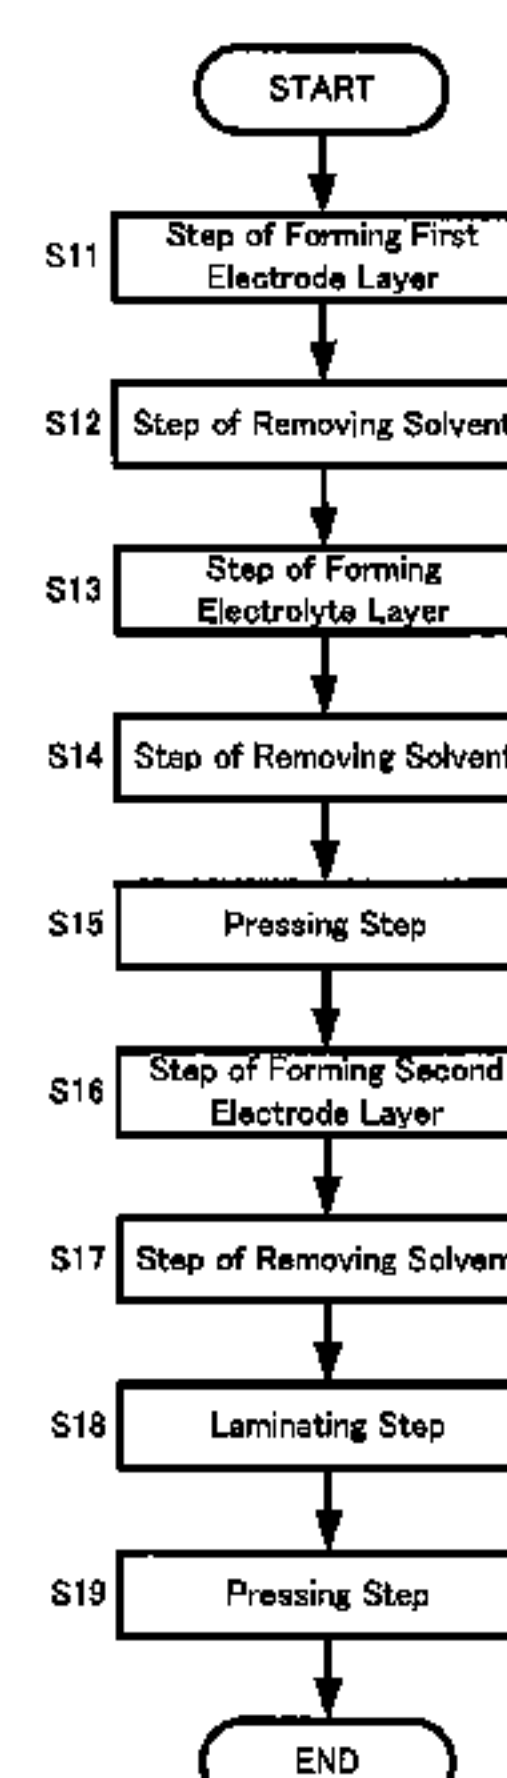 START
S11
Step of Forming First
Electrode Layer
S12
Step of Removing Solvent
S13
Step of Forming
Electrolyte Layer
S14
Step of Removing Solvent
S15
Pressing Step
S16
Step of Forming Second
Electrode Layer
S17
Step of Removing Solvent
S18
Laminating Step
S19
Pressing Step
END